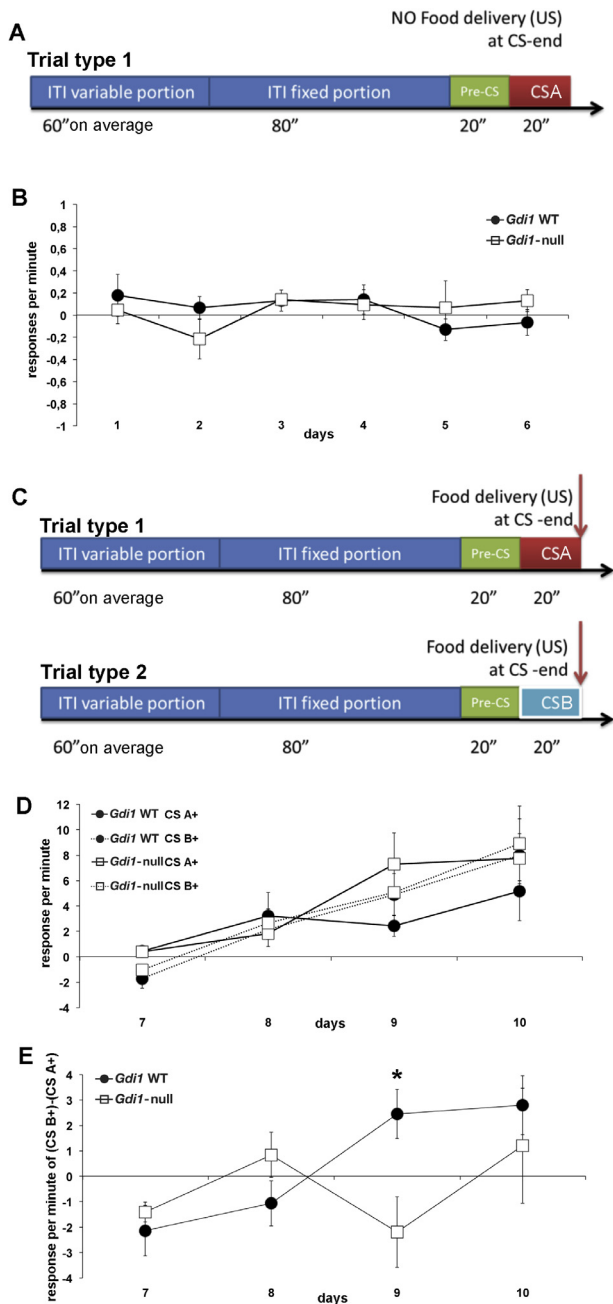 A
NO Food delivery (US)
at CS-end
Trial type 1
ITI variable portion ITI fixed portion Pre-CS CSA
60”on average 80” 20” 20”
B
Gdi1 WT
Gdi1-null
responses per minute
1
0,8
0,6
0,4
0,2
0
-0,2
-0,4
-0,6
-0,8
-1
1 2 3 4 5 6
days
C
Food delivery (US)
at CS -end
Trial type 1
ITI variable portion ITI fixed portion Pre-CS CSA
60”on average 80” 20” 20”
Food delivery (US)
at CS -end
Trial type 2
ITI variable portion ITI fixed portion Pre-CS CSB
60”on average 80” 20” 20”
D
Gdi1 WT CS A+
Gdi1 WT CS B+
Gdi1-null CS A+
Gdi1-null CS B+
response per minute
12
10
8
6
4
2
0
-2
-4
7 8 days 9 10
E
Gdi1 WT
Gdi1-null
*
response per minute of (CS B+)-(CS A+)
4
3
2
1
0
-1
-2
-3
-4
7 8 days 9 10